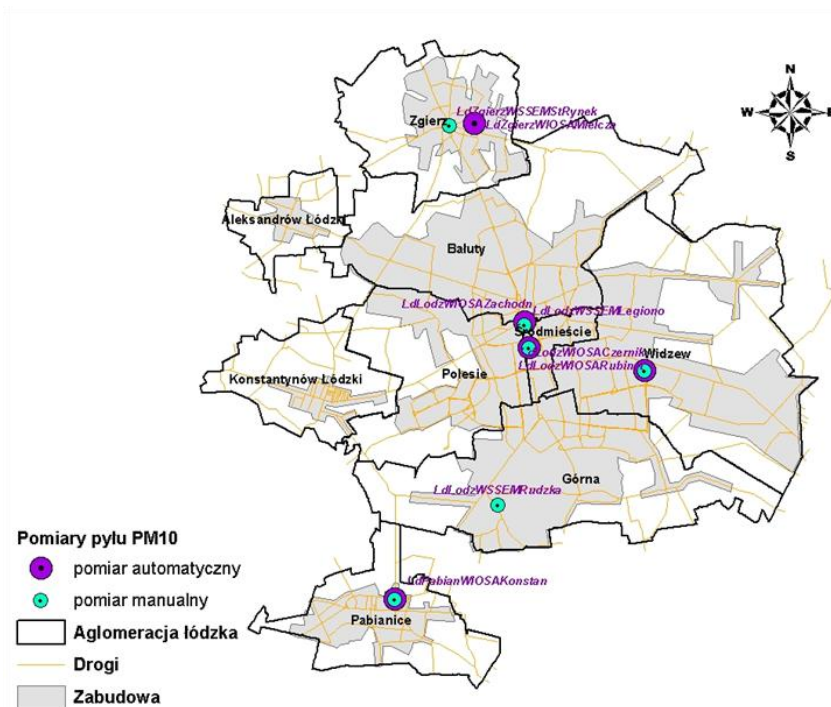 N
W
S
LdZgierzWSSEMStRynek
Zgierz
LdZgierzWIOSAMielcza
Aleksandrów Łódzki
Bałuty
LdLodzWIOSAZachodn
LdLodzWSSEMLegiono
Śródmieście
LdLodzWIOSACzernik
Widzew
LdLodzWIOSARubin
Polesie
Konstantynów Łódzki
Górna
LdLodzWSSEMRudzka
Pomiary pyłu PM10
pomiar automatyczny
LdPabianWIOSAKonstan
pomiar manualny
Pabianice
Aglomeracja łódzka
Drogi
Zabudowa